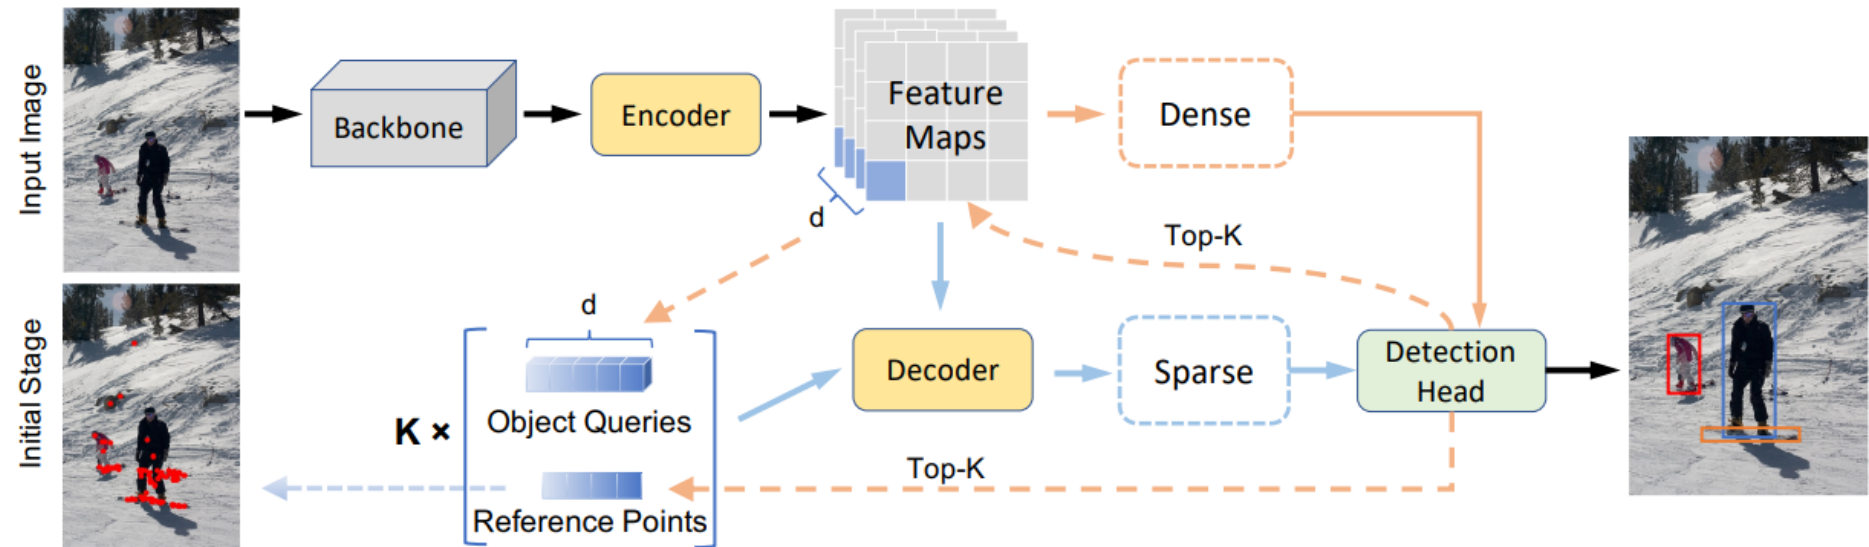 Input Image
Backbone
Encoder
Feature
Maps
Dense
d
Top-K
d
K ×
Object Queries
Reference Points
Decoder
Sparse
Detection
Head
Top-K
Initial Stage